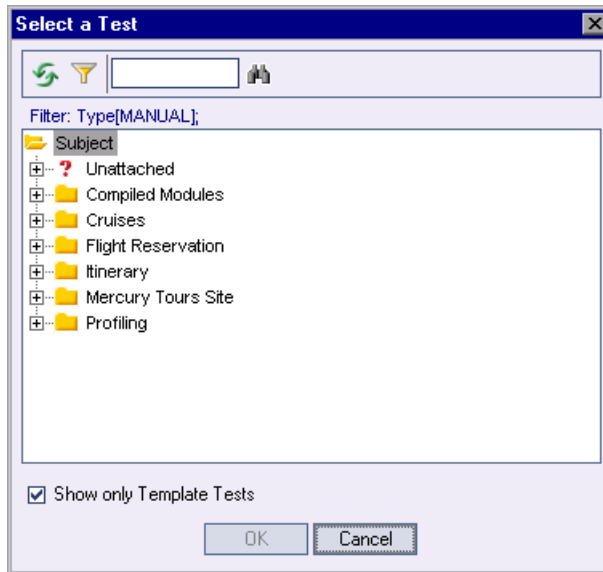 Select a Test
Filter: Type[MANUAL];
Subject
? Unattached
Compiled Modules
Cruises
Flight Reservation
Itinerary
Mercury Tours Site
Profiling
Show only Template Tests
OK Cancel